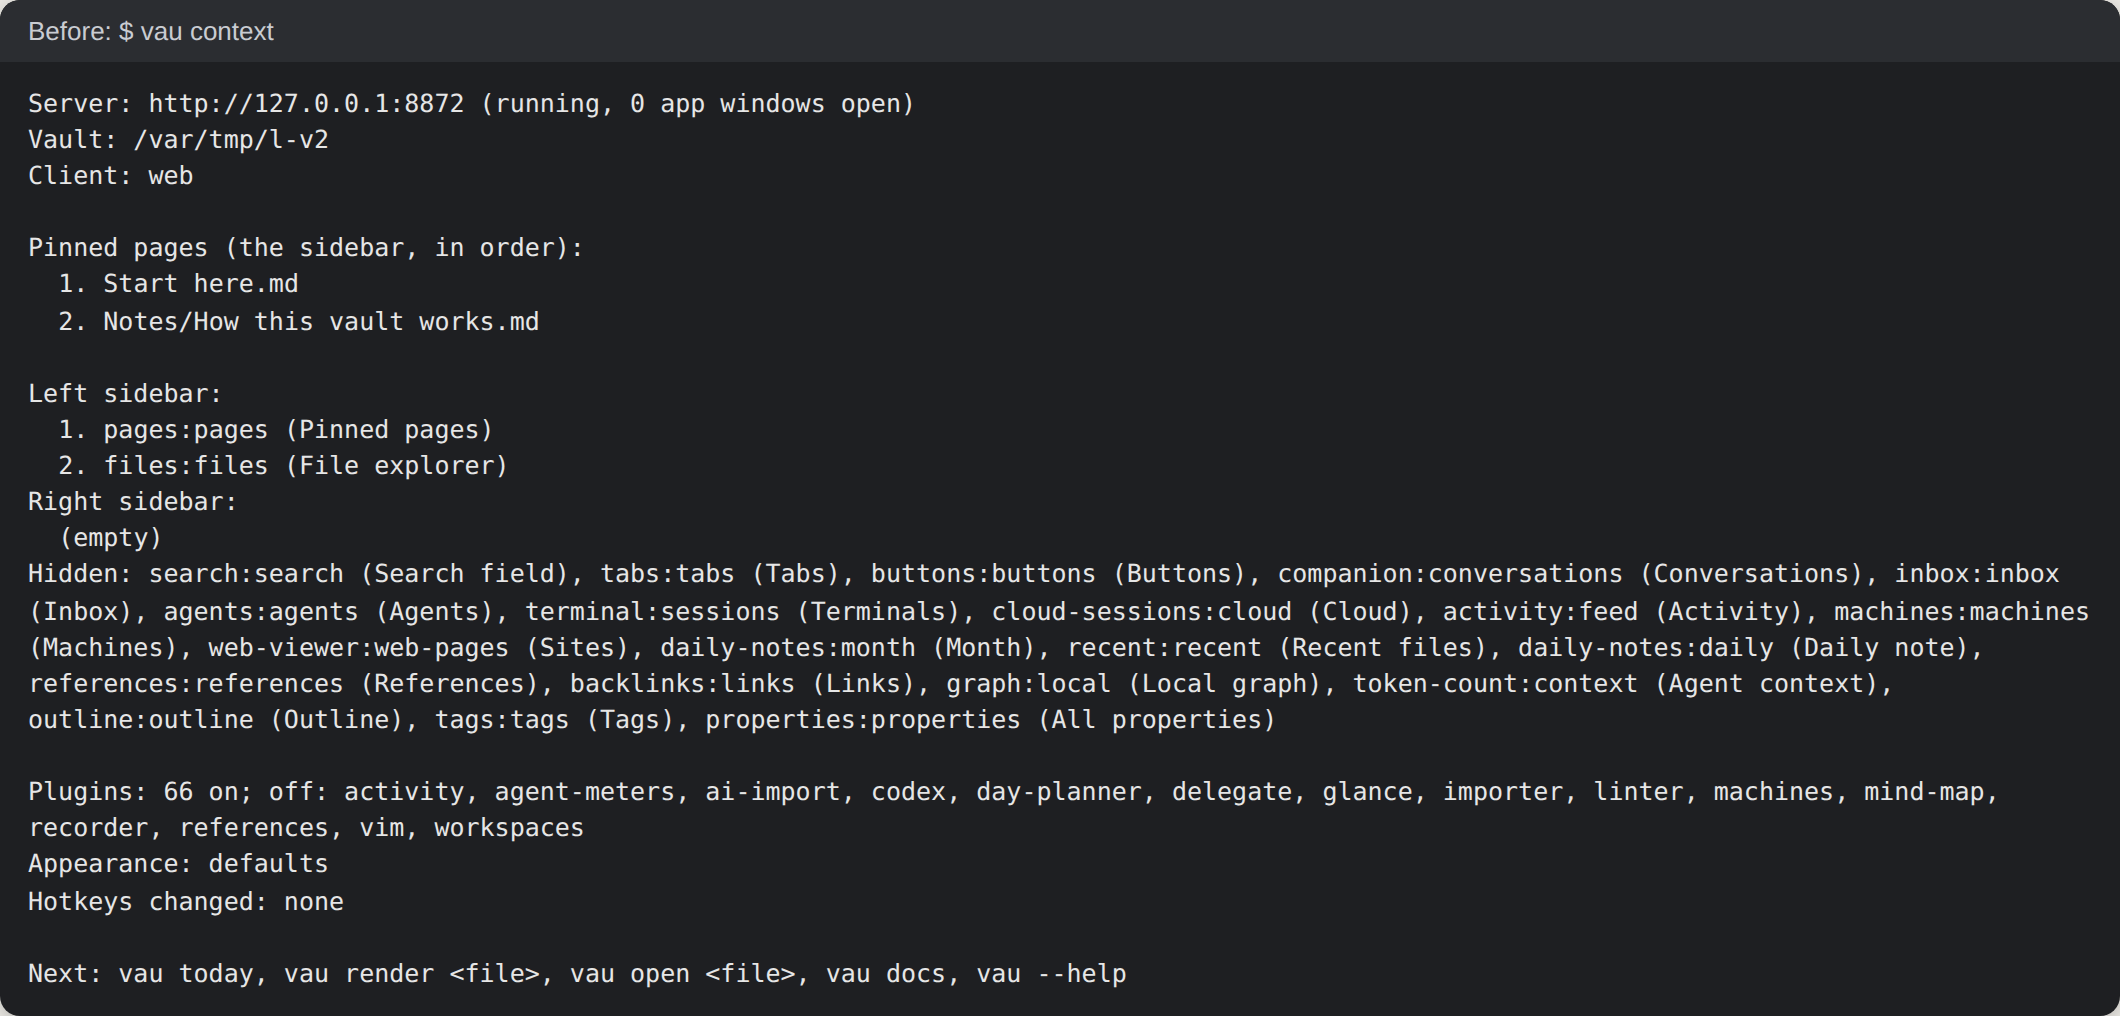 Before: $ vau context
Server: http://127.0.0.1:8872 (running, 0 app windows open)
Vault: /var/tmp/l-v2
Client: web
Pinned pages (the sidebar, in order):
1. Start here.md
2. Notes/How this vault works.md
Left sidebar:
1. pages:pages (Pinned pages)
2. files:files (File explorer)
Right sidebar:
(empty)
Hidden: search:search (Search field), tabs:tabs (Tabs), buttons:buttons (Buttons), companion:conversations (Conversations), inbox:inbox
(Inbox), agents:agents (Agents), terminal:sessions (Terminals), cloud-sessions:cloud (Cloud), activity:feed (Activity), machines:machines
(Machines), web-viewer:web-pages (Sites), daily-notes:month (Month), recent:recent (Recent files), daily-notes:daily (Daily note),
references:references (References), backlinks:links (Links), graph:local (Local graph), token-count:context (Agent context),
outline:outline (Outline), tags:tags (Tags), properties:properties (All properties)
Plugins: 66 on; off: activity, agent-meters, ai-import, codex, day-planner, delegate, glance, importer, linter, machines, mind-map,
recorder, references, vim, workspaces
Appearance: defaults
Hotkeys changed: none
Next: vau today, vau render <file>, vau open <file>, vau docs, vau --help